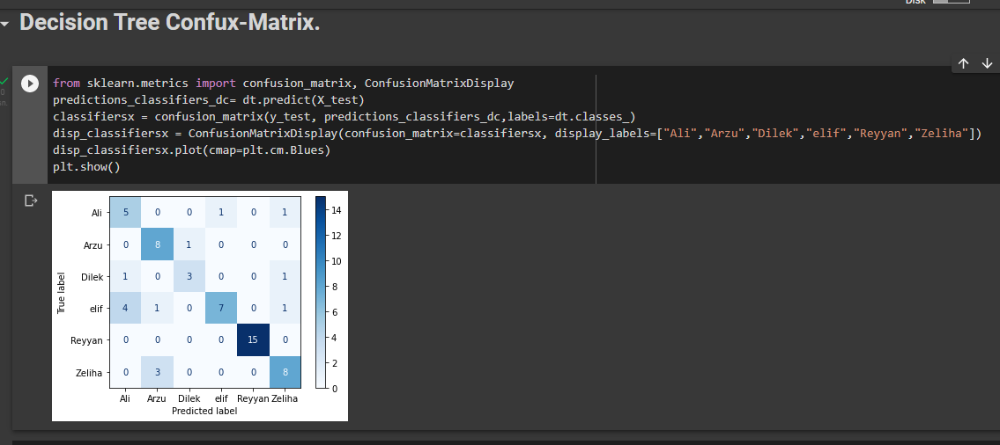 Disk
Decision Tree Confux-Matrix.
from sklearn.metrics import confusion_matrix, ConfusionMatrixDisplay
predictions_classifiers_dc= dt.predict(X_test)
classifiersx = confusion_matrix(y_test, predictions_classifiers_dc,labels=dt.classes_)
disp_classifiersx = ConfusionMatrixDisplay(confusion_matrix=classifiersx, display_labels=["Ali","Arzu","Dilek","elif","Reyyan","Zeliha"])
disp_classifiersx.plot(cmap=plt.cm.Blues)
plt.show()
Ali 5 0 0 1 0 1
Arzu 0 8 1 0 0 0
Dilek 1 0 3 0 0 1
elif 4 1 0 7 0 1
Reyyan 0 0 0 0 15 0
Zeliha 0 3 0 0 0 8
Ali Arzu Dilek elif Reyyan Zeliha
Predicted label
True label
14
12
10
8
6
4
2
0